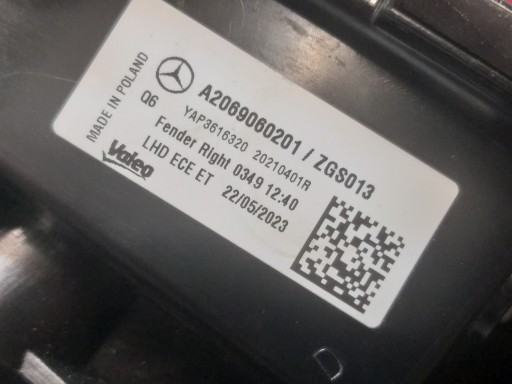 MADE IN POLAND
A2069060201 / ZGS013
Q6
YAP3616320 20210401R
Fender Right 0349 12:40
LHD ECE ET 22/05/2023
Valeo
D